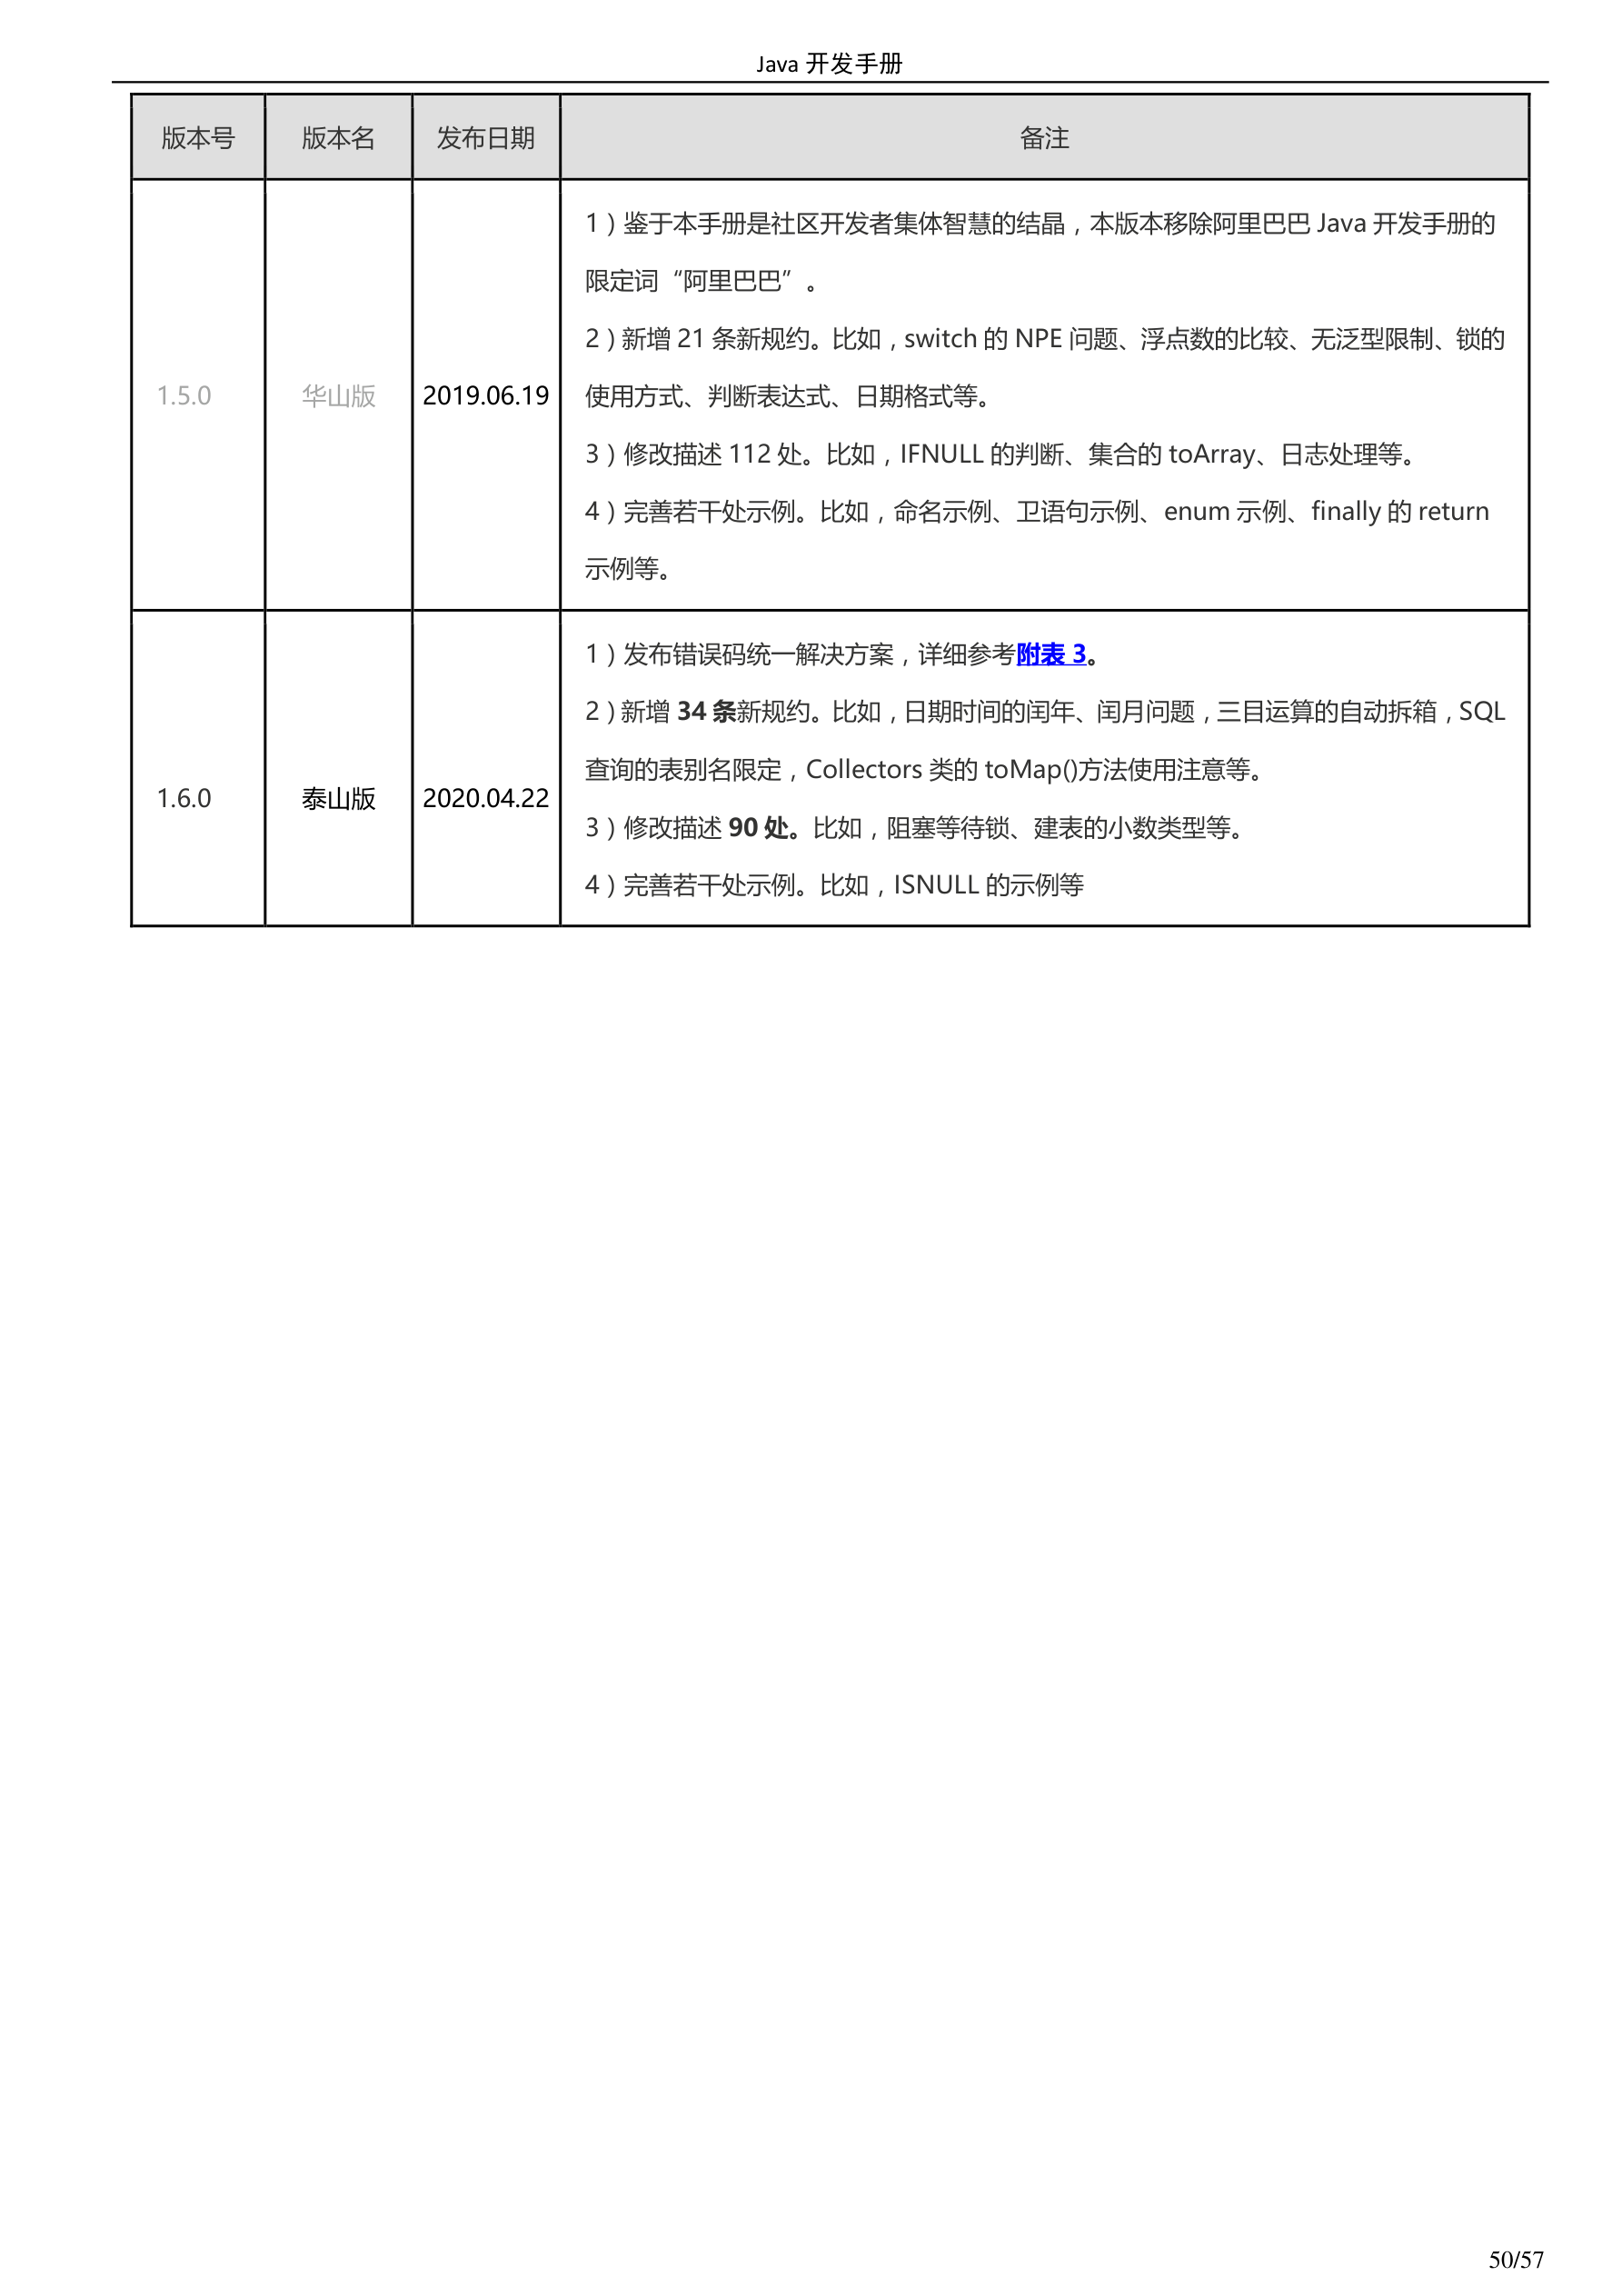 Java 开发手册
版本号 版本名 发布日期 备注
1）鉴于本手册是社区开发者集体智慧的结晶，本版本移除阿里巴巴 Java 开发手册的
限定词“阿里巴巴”。
2）新增 21 条新规约。比如，switch 的 NPE 问题、浮点数的比较、无泛型限制、锁的
1.5.0 华山版 2019.06.19 使用方式、判断表达式、日期格式等。
3）修改描述 112 处。比如，IFNULL 的判断、集合的 toArray、日志处理等。
4）完善若干处示例。比如，命名示例、卫语句示例、enum 示例、finally 的 return
示例等。
1）发布错误码统一解决方案，详细参考附表 3。
2）新增 34 条新规约。比如，日期时间的闰年、闰月问题，三目运算的自动拆箱，SQL
查询的表别名限定，Collectors 类的 toMap()方法使用注意等。
1.6.0 泰山版 2020.04.22
3）修改描述 90 处。比如，阻塞等待锁、建表的小数类型等。
4）完善若干处示例。比如，ISNULL 的示例等
50/57